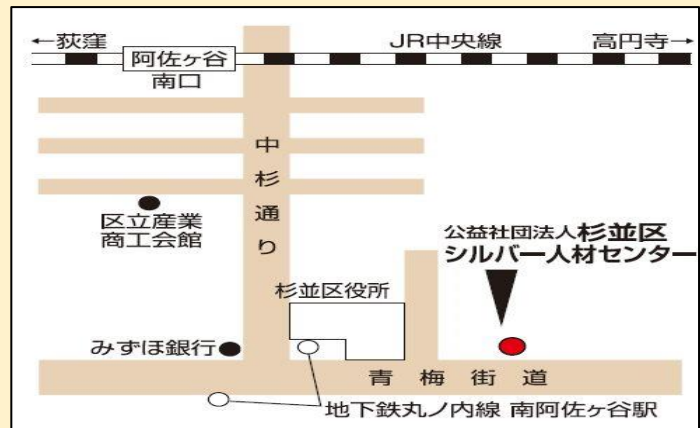 ←荻窪
JR中央線
高円寺→
阿佐ヶ谷
南口
中杉通り
区立産業
商工会館
公益社団法人杉並区
シルバー人材センター
杉並区役所
みずほ銀行
青梅街道
地下鉄丸ノ内線 南阿佐ヶ谷駅